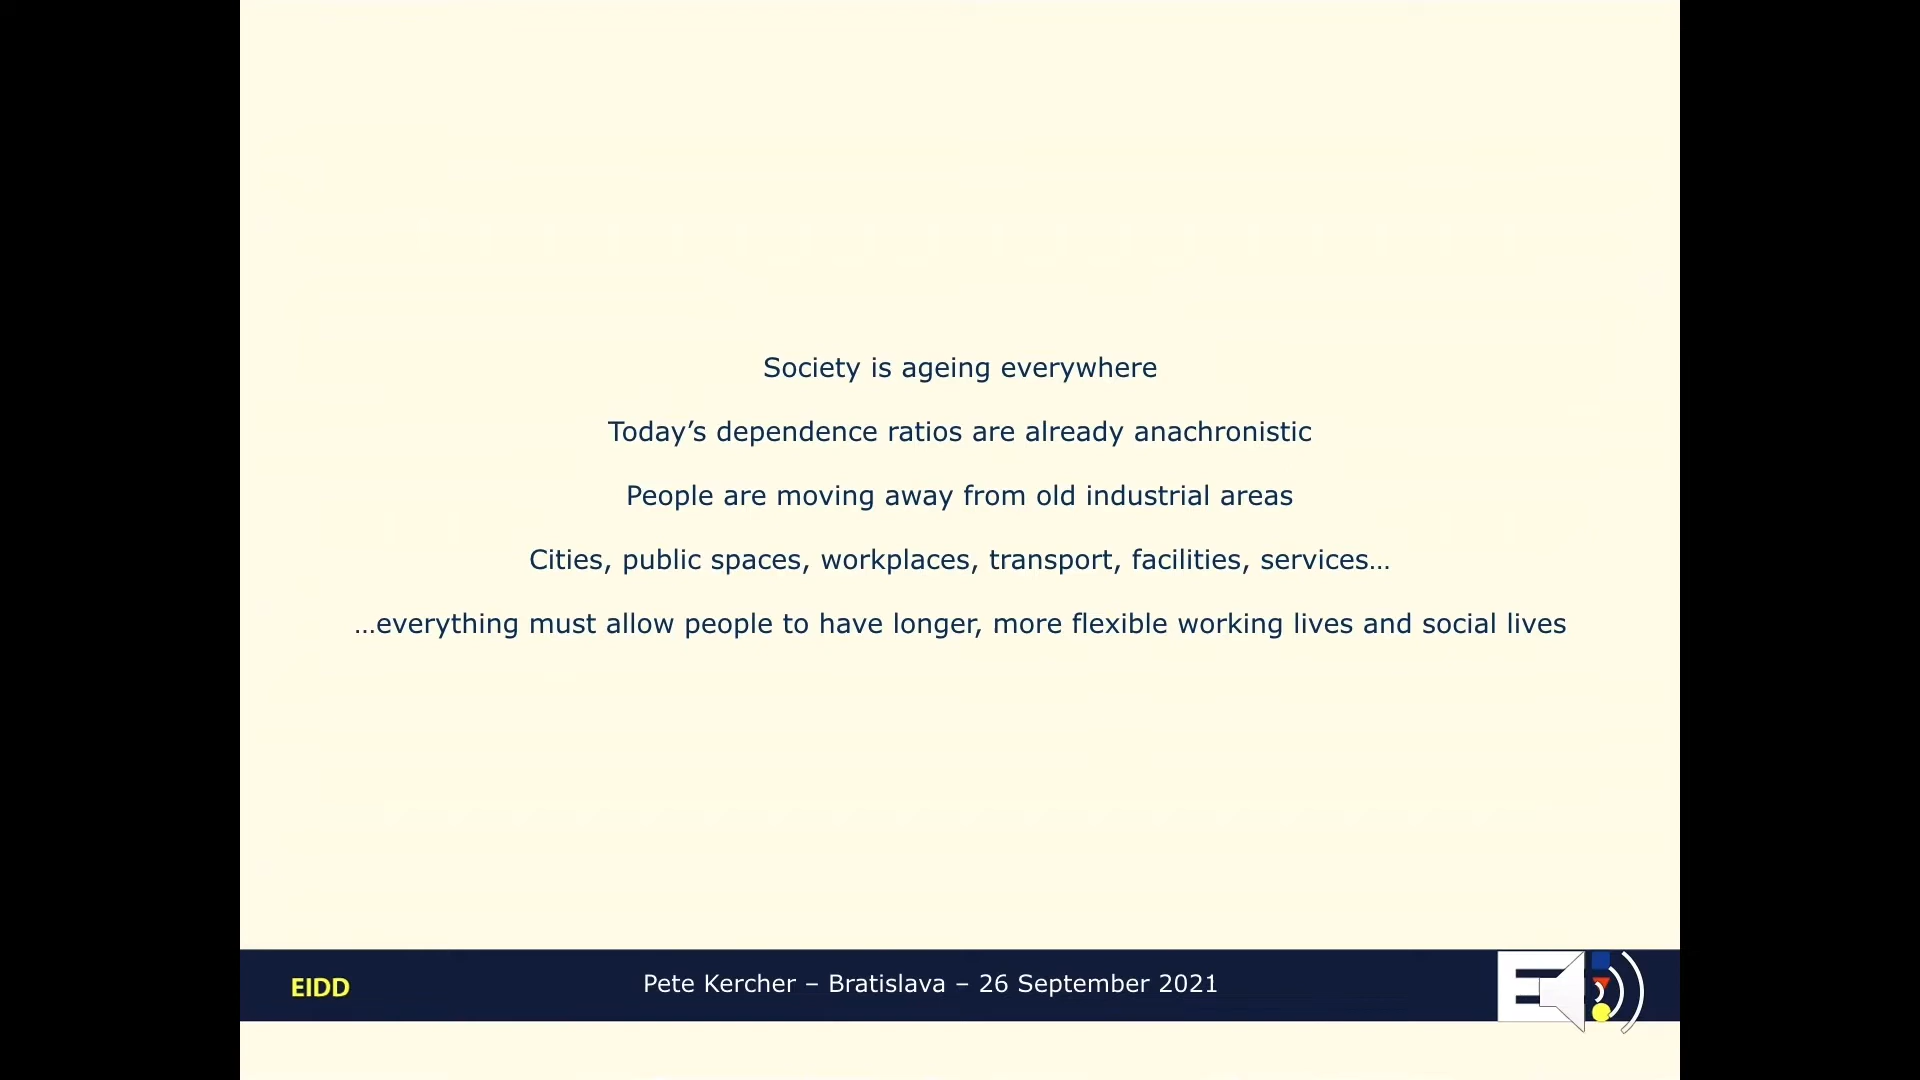 Society is ageing everywhere
Today’s dependence ratios are already anachronistic
People are moving away from old industrial areas
Cities, public spaces, workplaces, transport, facilities, services…
…everything must allow people to have longer, more flexible working lives and social lives
EIDD
Pete Kercher – Bratislava – 26 September 2021